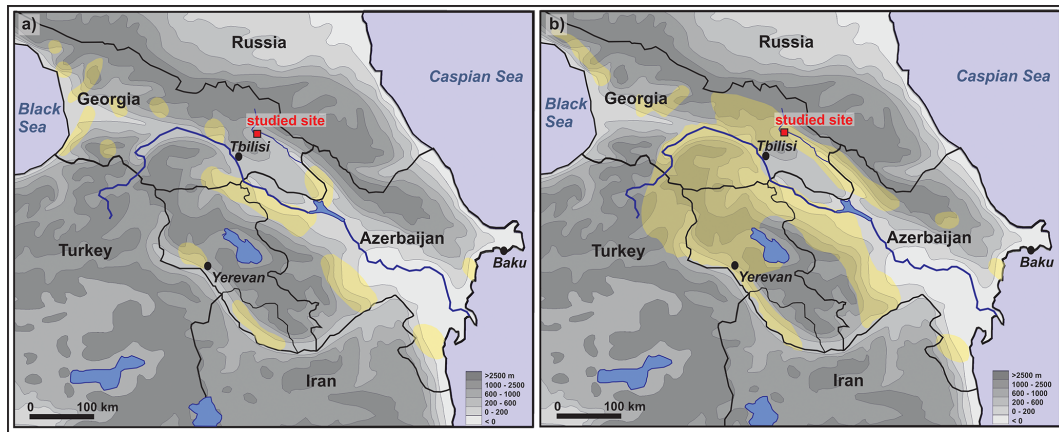 a)
Russia
Caspian Sea
Georgia
Black
Sea
studied site
Tbilisi
Azerbaijan
Turkey
Baku
Yerevan
Iran
>2500 m
1000 - 2500
600 - 1000
200 - 600
0 - 200
< 0
0
100 km
b)
Russia
Caspian Sea
Georgia
Black
Sea
studied site
Tbilisi
Azerbaijan
Turkey
Baku
Yerevan
Iran
>2500 m
1000 - 2500
600 - 1000
200 - 600
0 - 200
< 0
0
100 km